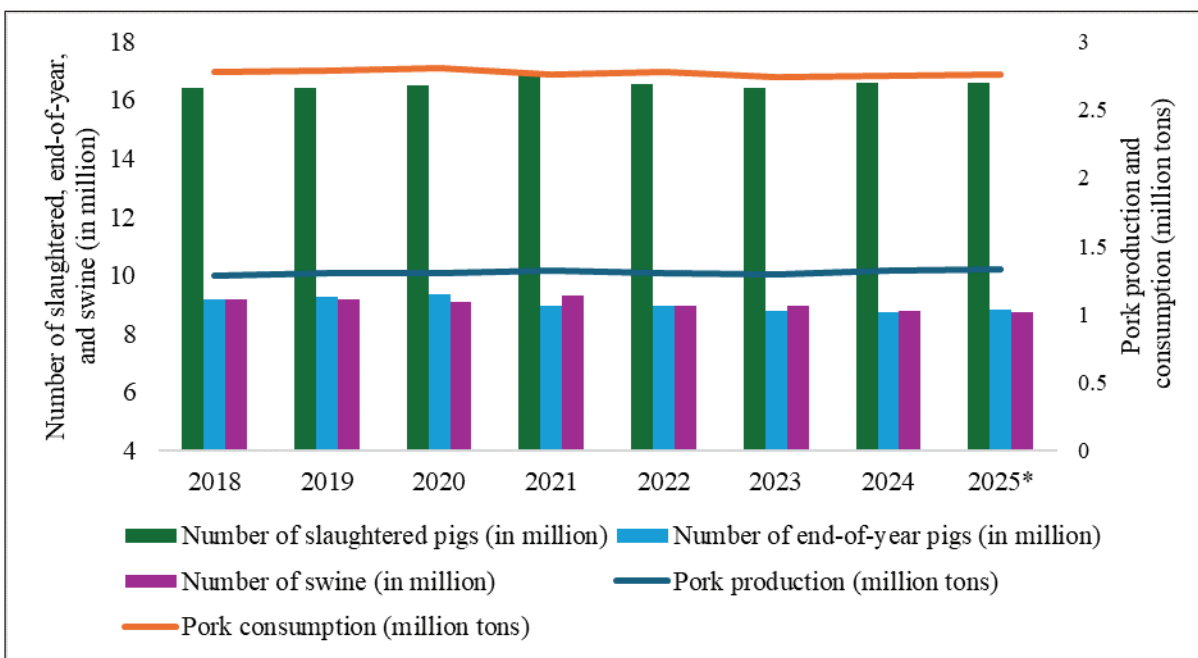 Number of slaughtered, end-of-year,
and swine (in million)
18
16
14
12
10
8
6
4
3
2.5
2
1.5
1
0.5
0
Pork production and
consumption (million tons)
2018 2019 2020 2021 2022 2023 2024 2025*
Number of slaughtered pigs (in million) Number of end-of-year pigs (in million)
Number of swine (in million) Pork production (million tons)
Pork consumption (million tons)